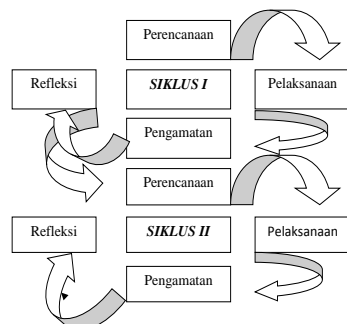 Perencanaan
Refleksi
SIKLUS I
Pelaksanaan
Pengamatan
Perencanaan
Refleksi
SIKLUS II
Pelaksanaan
Pengamatan